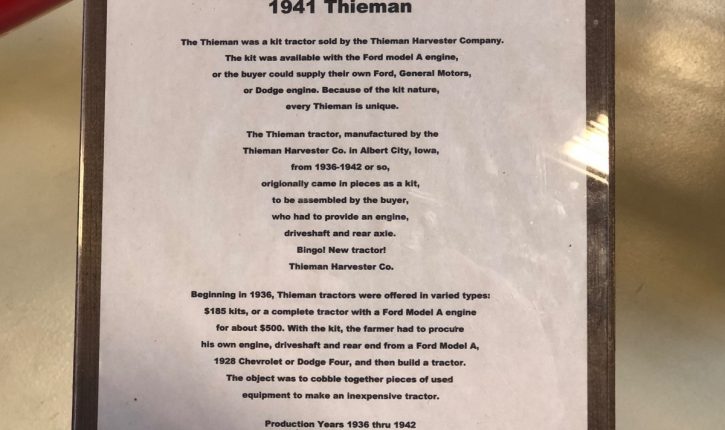 1941 Thieman
The Thieman was a kit tractor sold by the Thieman Harvester Company.
The kit was available with the Ford model A engine,
or the buyer could supply their own Ford, General Motors,
or Dodge engine. Because of the kit nature,
every Thieman is unique.
The Thieman tractor, manufactured by the
Thieman Harvester Co. in Albert City, Iowa,
from 1936-1942 or so,
origionally came in pieces as a kit,
to be assembled by the buyer,
who had to provide an engine,
driveshaft and rear axle.
Bingo! New tractor!
Thieman Harvester Co.
Beginning in 1936, Thieman tractors were offered in varied types:
$185 kits, or a complete tractor with a Ford Model A engine
for about $500. With the kit, the farmer had to procure
his own engine, driveshaft and rear end from a Ford Model A,
1928 Chevrolet or Dodge Four, and then build a tractor.
The object was to cobble together pieces of used
equipment to make an inexpensive tractor.
Production Years 1936 thru 1942